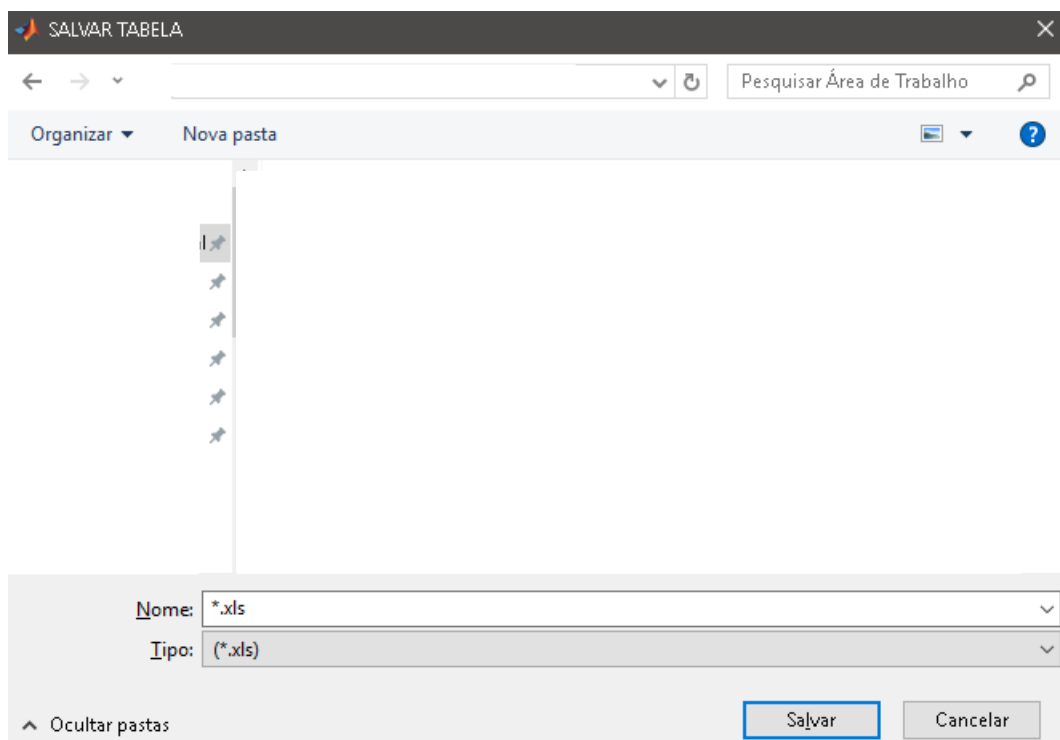 SALVAR TABELA
Pesquisar Área de Trabalho
Organizar
Nova pasta
Nome: *.xls
Tipo: (*.xls)
Ocultar pastas
Salvar
Cancelar